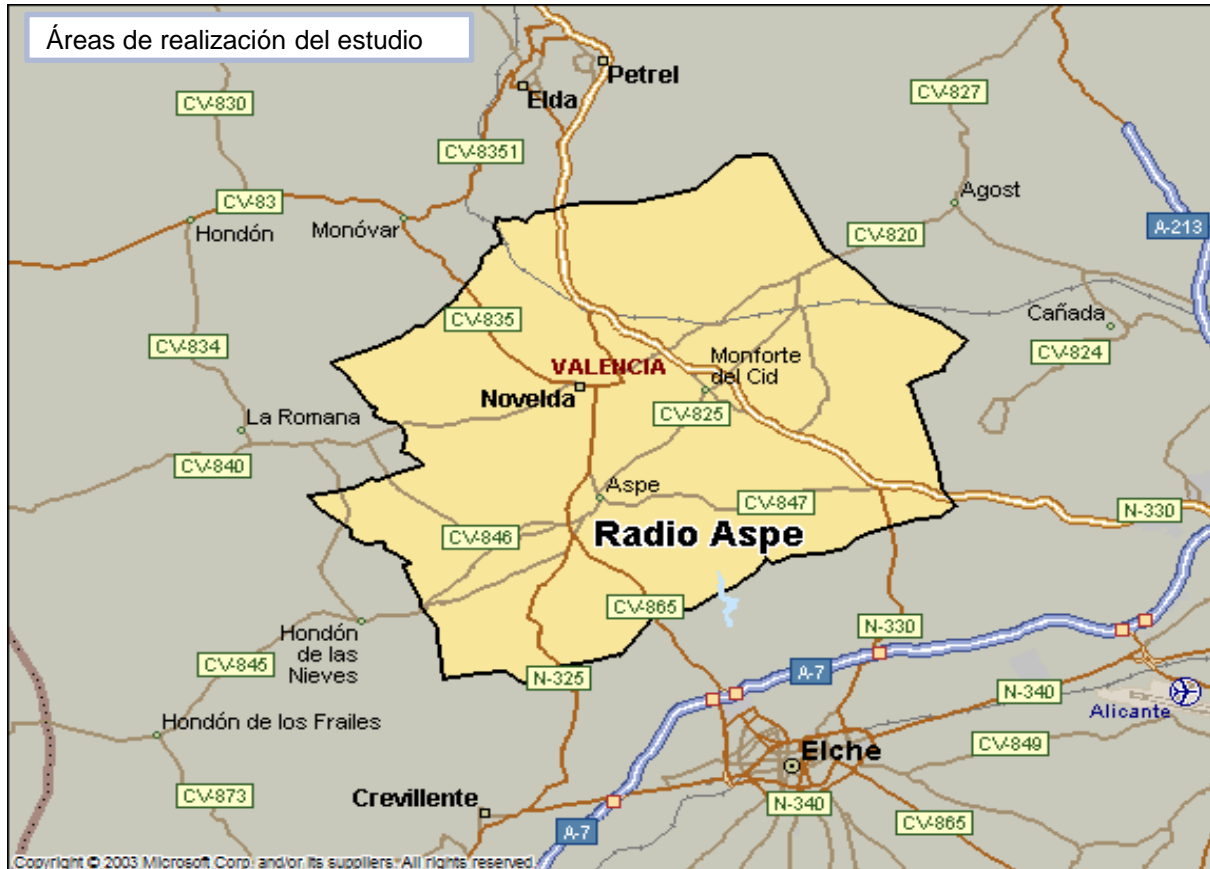 Áreas de realización del estudio
Petrel
Elda
CV-830
CV-827
CV-8351
Agost
CV-83
Hondón
Monóvar
CV-820
A-213
CV-835
Cañada
CV-834
CV-824
VALENCIA
Monforte
del Cid
Novelda
La Romana
CV-825
CV-840
Aspe
CV-847
N-330
CV-846
Radio Aspe
CV-865
Hondón
de las
Nieves
N-330
CV-845
N-325
A-7
N-340
Alicante
Hondón de los Frailes
Elche
CV-849
CV-873
Crevillente
N-340
CV-865
A-7
Copyright © 2003 Microsoft Corp. and/or its suppliers. All rights reserved.